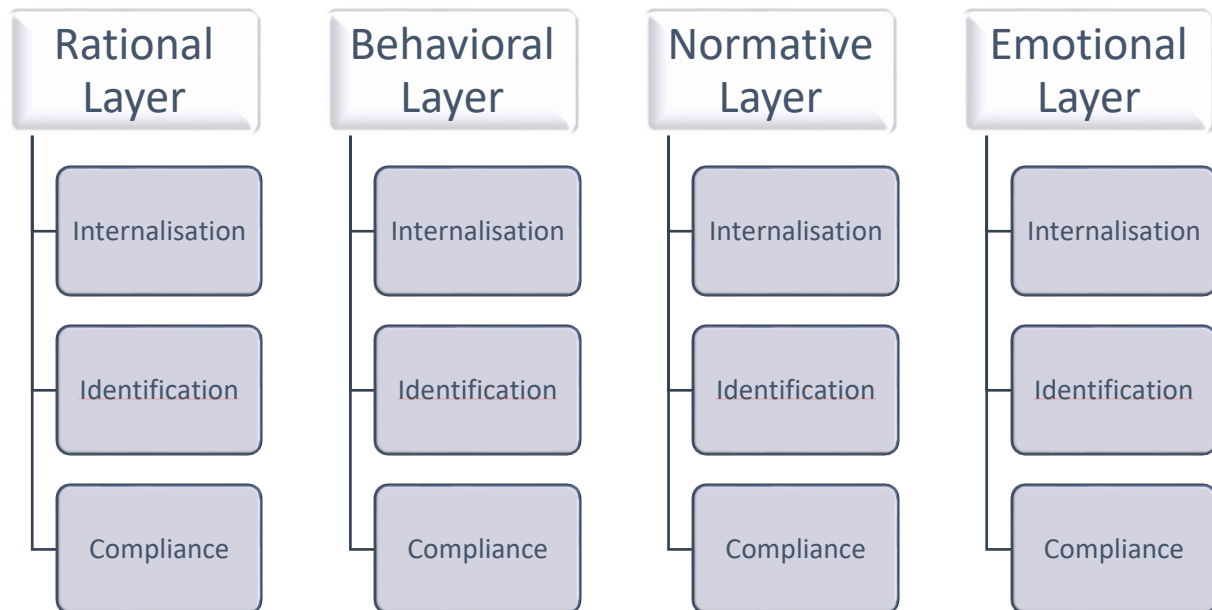 Rational
Layer
Internalisation
Identification
Compliance
Behavioral
Layer
Internalisation
Identification
Compliance
Normative
Layer
Internalisation
Identification
Compliance
Emotional
Layer
Internalisation
Identification
Compliance